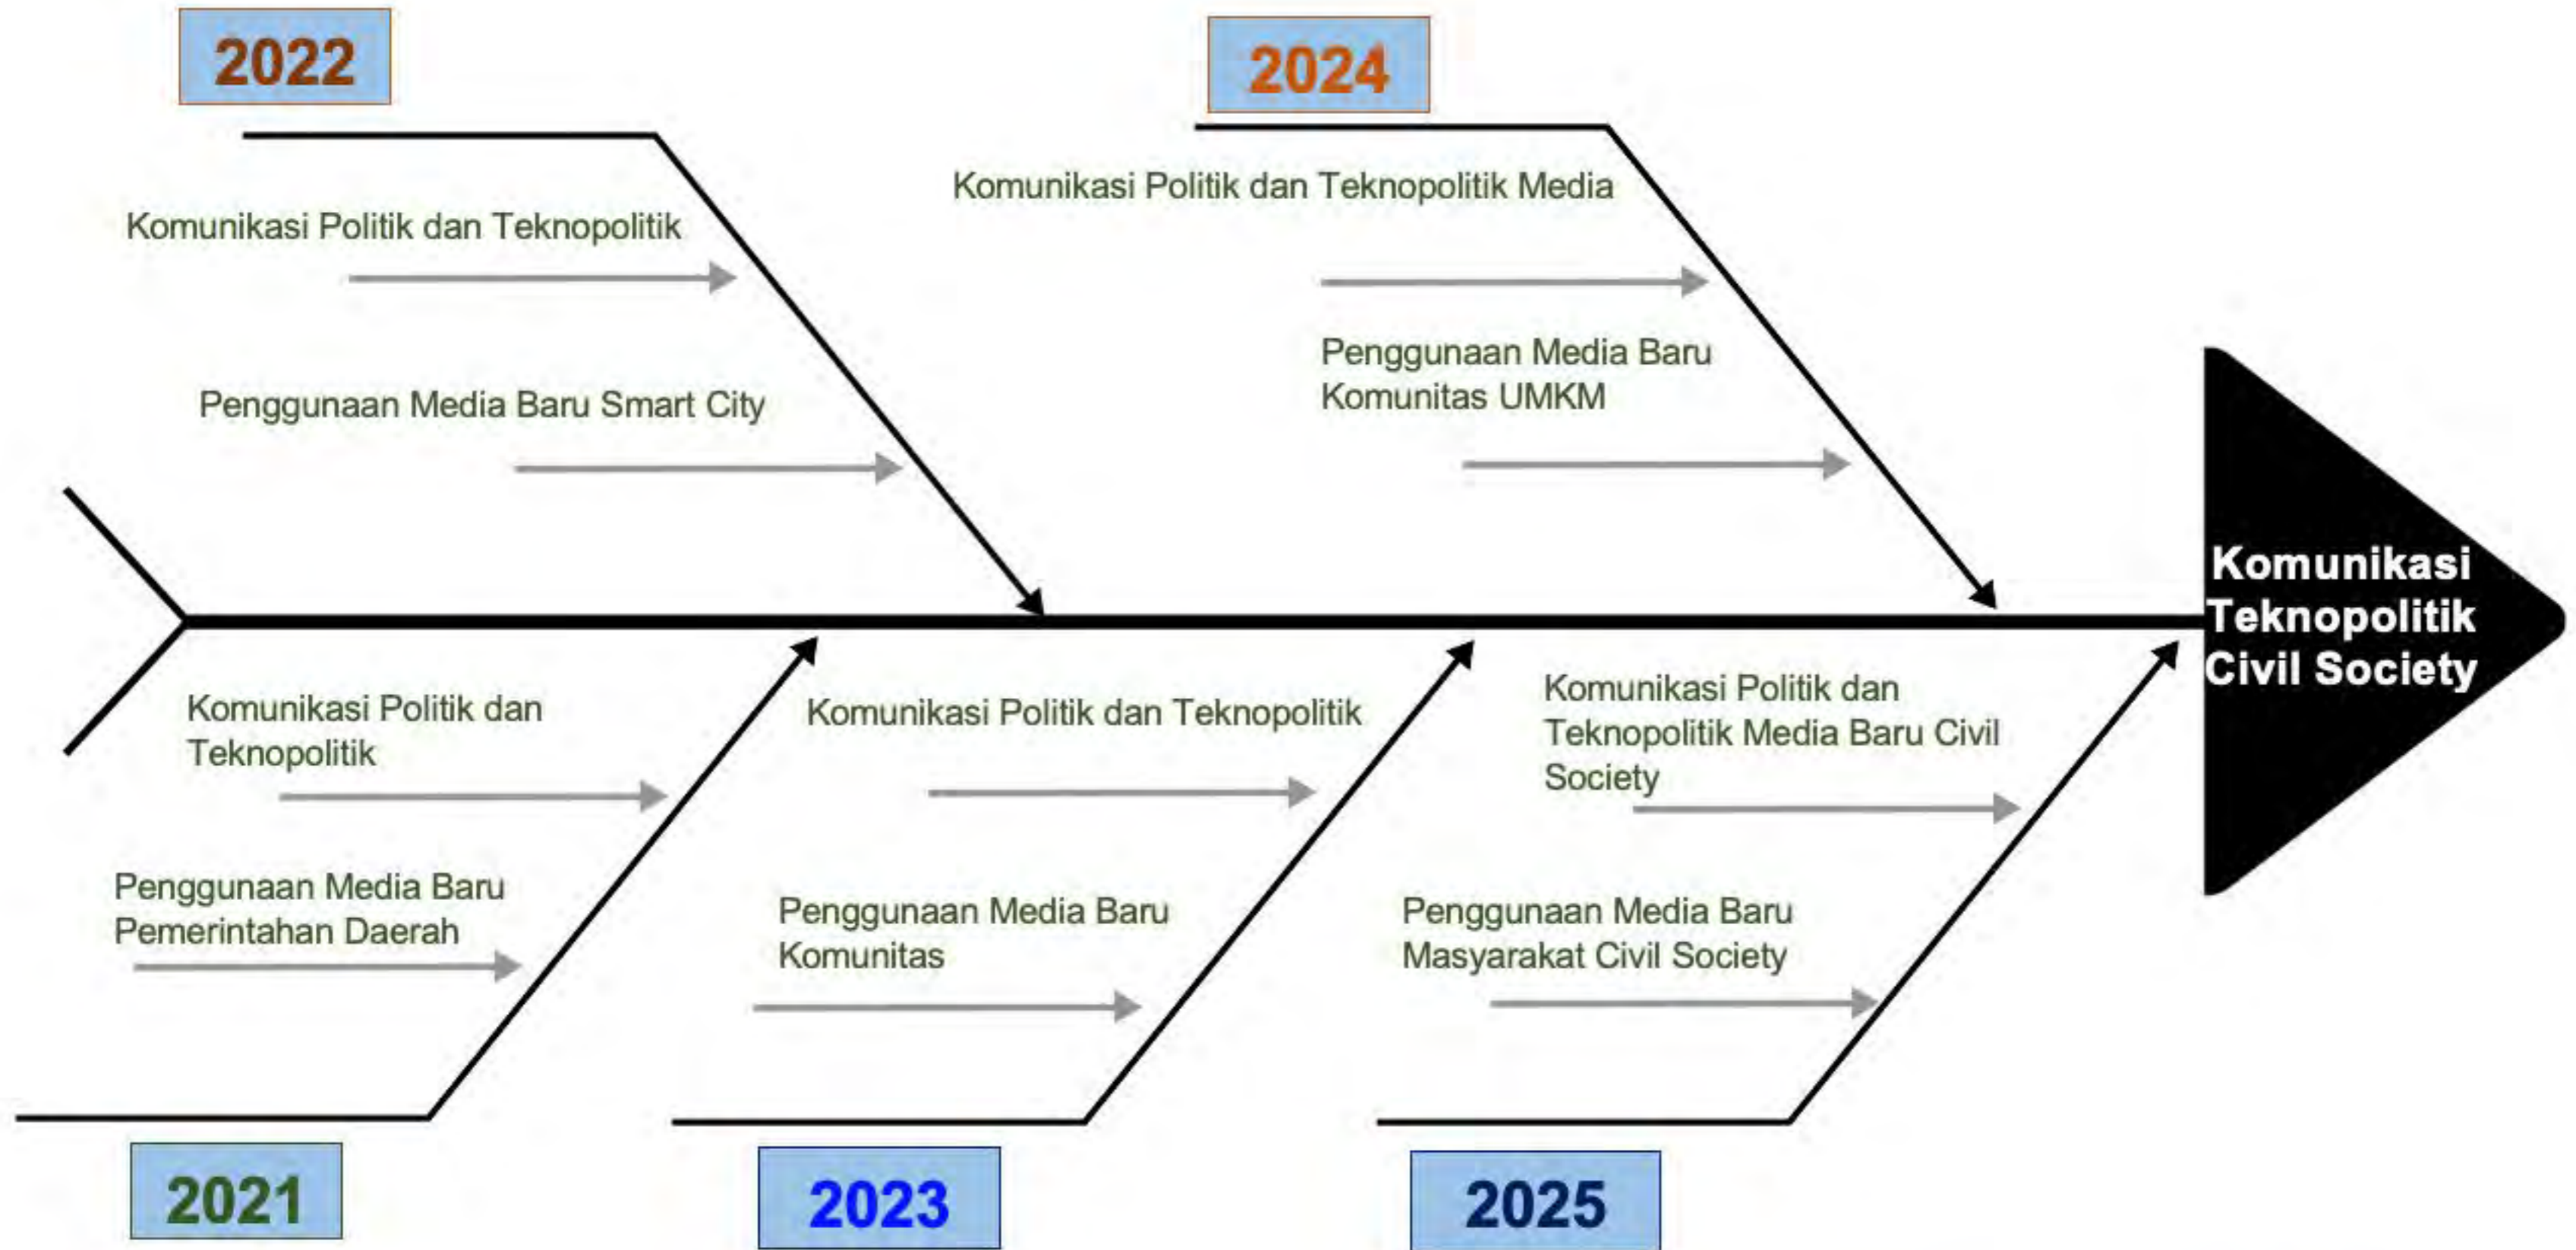 2022
2024
Komunikasi Politik dan Teknopolitik
Penggunaan Media Baru Smart City
Komunikasi Politik dan Teknopolitik Media
Penggunaan Media Baru
Komunitas UMKM
Komunikasi
Teknopolitik
Civil Society
Komunikasi Politik dan
Teknopolitik
Penggunaan Media Baru
Pemerintahan Daerah
Komunikasi Politik dan Teknopolitik
Penggunaan Media Baru
Komunitas
Komunikasi Politik dan
Teknopolitik Media Baru Civil
Society
Penggunaan Media Baru
Masyarakat Civil Society
2021
2023
2025